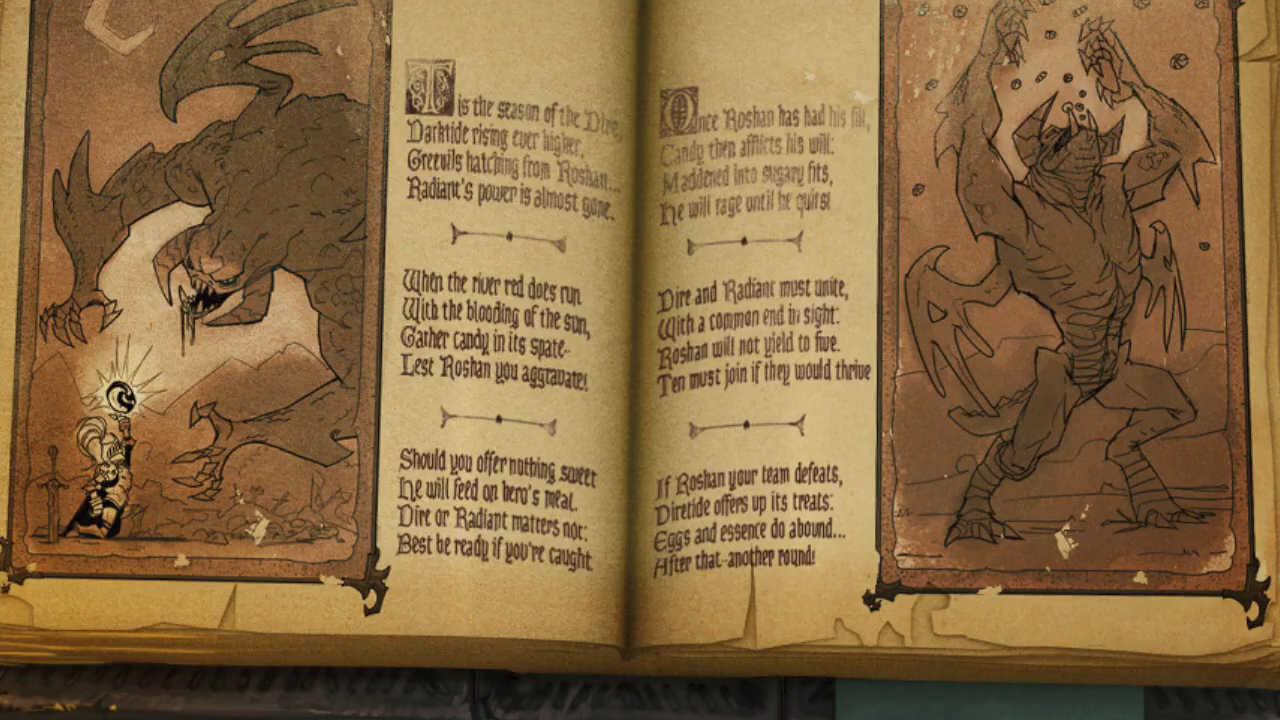 Tis the season of the Dire,
Darktide rising ever higher,
Greevils hatching from Roshan...
Radiant's power is almost gone..
When the river red does run
With the blooding of the sun,
Gather candy in its spate--
Lest Roshan you aggravate!
Should you offer nothing sweet
He will feed on hero's meat.
Dire or Radiant matters not:
Best be ready if you're caught.
Once Roshan has had his fill,
Candy then afflicts his will:
Maddened into sugary fits,
He will rage until he quits!
Dire and Radiant must unite,
With a common end in sight:
Roshan will not yield to five.
Ten must join if they would thrive
If Roshan your team defeats,
Diretide offers up its treats:
Eggs and essence do abound...
After that--another round!